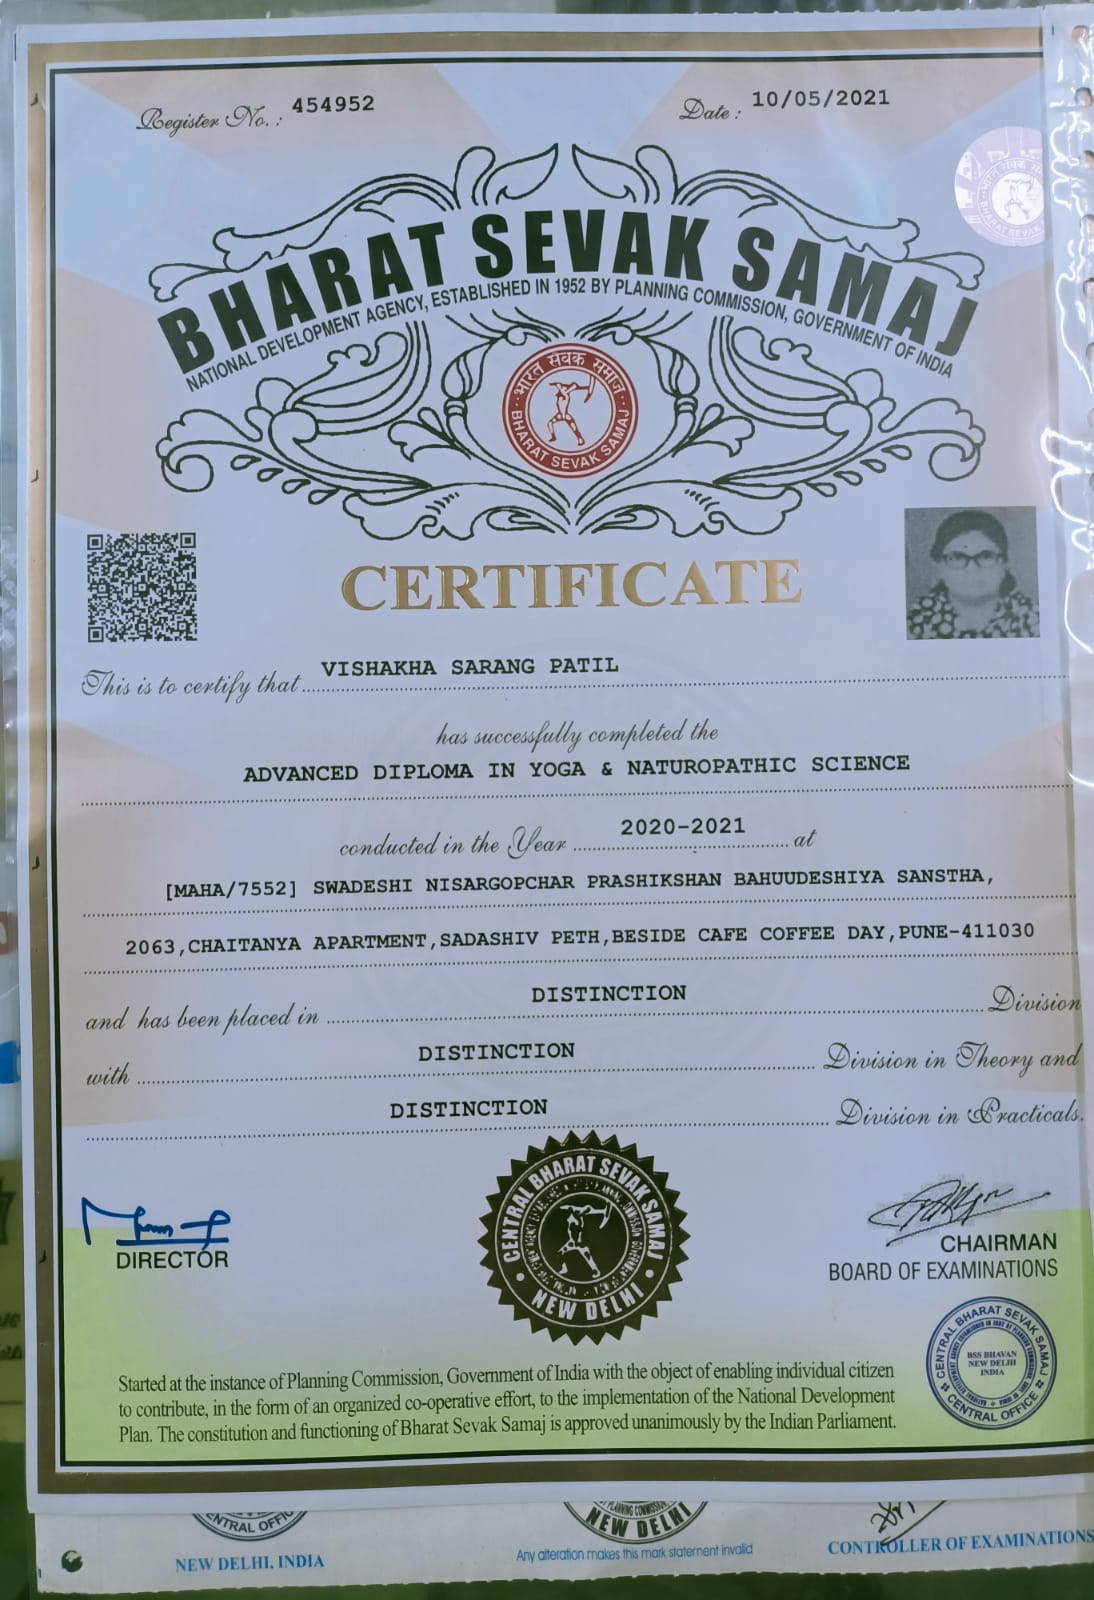 Register No. : 454952
Date : 10/05/2021
BHARAT SEVAK SAMAJ
NATIONAL DEVELOPMENT AGENCY, ESTABLISHED IN 1952 BY PLANNING COMMISSION, GOVERNMENT OF INDIA
भारत सेवक समाज
BHARAT SEVAK SAMAJ
CERTIFICATE
This is to certify that VISHAKHA SARANG PATIL
has successfully completed the
ADVANCED DIPLOMA IN YOGA & NATUROPATHIC SCIENCE
conducted in the Year 2020-2021 at
[MAHA/7552] SWADESHI NISARGOPCHAR PRASHIKSHAN BAHUUDESHIYA SANSTHA,
2063,CHAITANYA APARTMENT,SADASHIV PETH,BESIDE CAFE COFFEE DAY,PUNE-411030
and has been placed in DISTINCTION Division
with DISTINCTION Division in Theory and
DISTINCTION Division in Practicals.
DIRECTOR
CENTRAL BHARAT SEVAK SAMAJ
NEW DELHI
CHAIRMAN
BOARD OF EXAMINATIONS
CENTRAL BHARAT SEVAK SAMAJ
BSS BHAVAN
NEW DELHI
INDIA
CENTRAL OFFICE
Started at the instance of Planning Commission, Government of India with the object of enabling individual citizen
to contribute, in the form of an organized co-operative effort, to the implementation of the National Development
Plan. The constitution and functioning of Bharat Sevak Samaj is approved unanimously by the Indian Parliament.
NEW DELHI
NEW DELHI, INDIA
Any alteration makes this mark statement invalid
CONTROLLER OF EXAMINATIONS